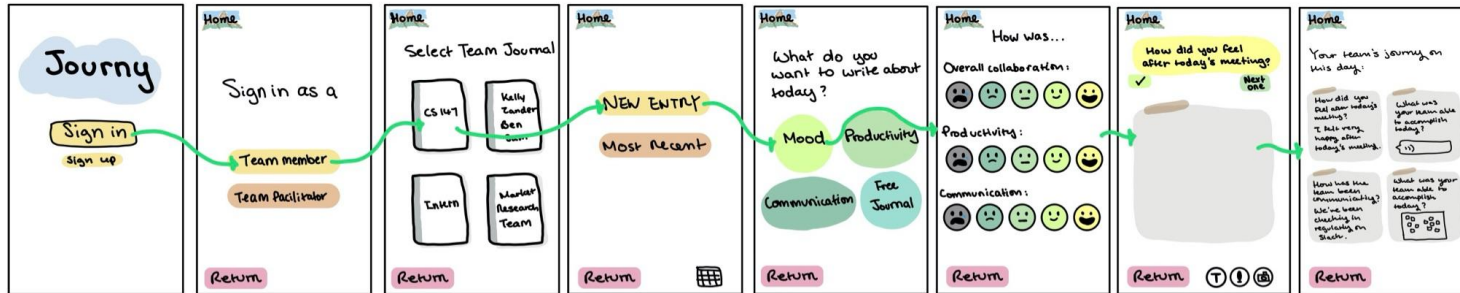 Journy
Sign in
Sign up
Home
Sign in as a
Team member
Team Facilitator
Return
Home
Select Team Journal
CS 147
Kelly
Zander
Ben
Sam
Intern
Market
Research
Team
Return
Home
NEW ENTRY
Most Recent
Return
Home
What do you
want to write about
today?
Mood
Productivity
Communication
Free
Journal
Return
Home
How was...
Overall collaboration:
Productivity:
Communication:
Return
Home
How did you feel
after today's meeting?
Next
one
Return
T
Home
Your team's journy on
this day:
How did you
feel after today's
meeting?
I felt very
happy after
today's meeting.
What was
your team able
to accomplish
today?
How has the
team been
communicating?
We've been
checking in
regularly on
Slack.
What was your
team able to
accomplish
today?
Return